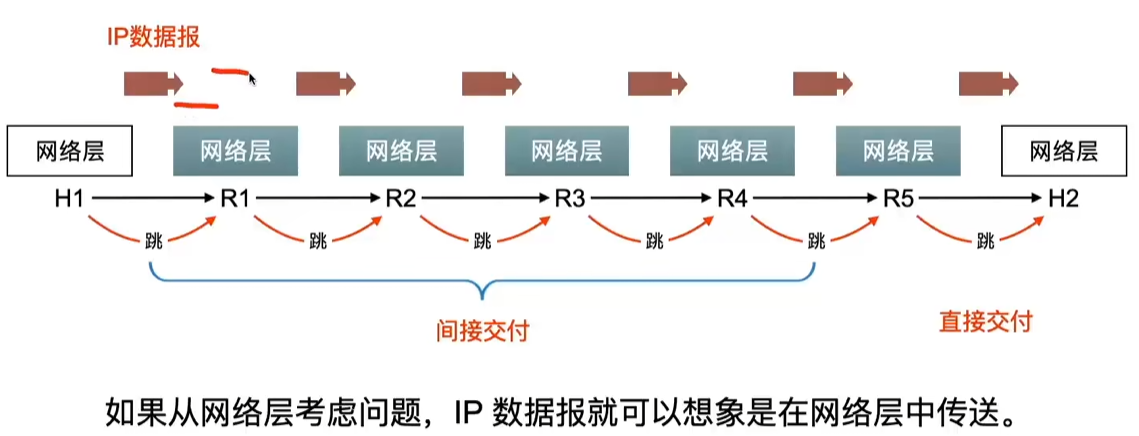 IP数据报
网络层 网络层 网络层 网络层 网络层 网络层 网络层
H1 R1 R2 R3 R4 R5 H2
跳 跳 跳 跳 跳 跳
间接交付 直接交付
如果从网络层考虑问题，IP 数据报就可以想象是在网络层中传送。